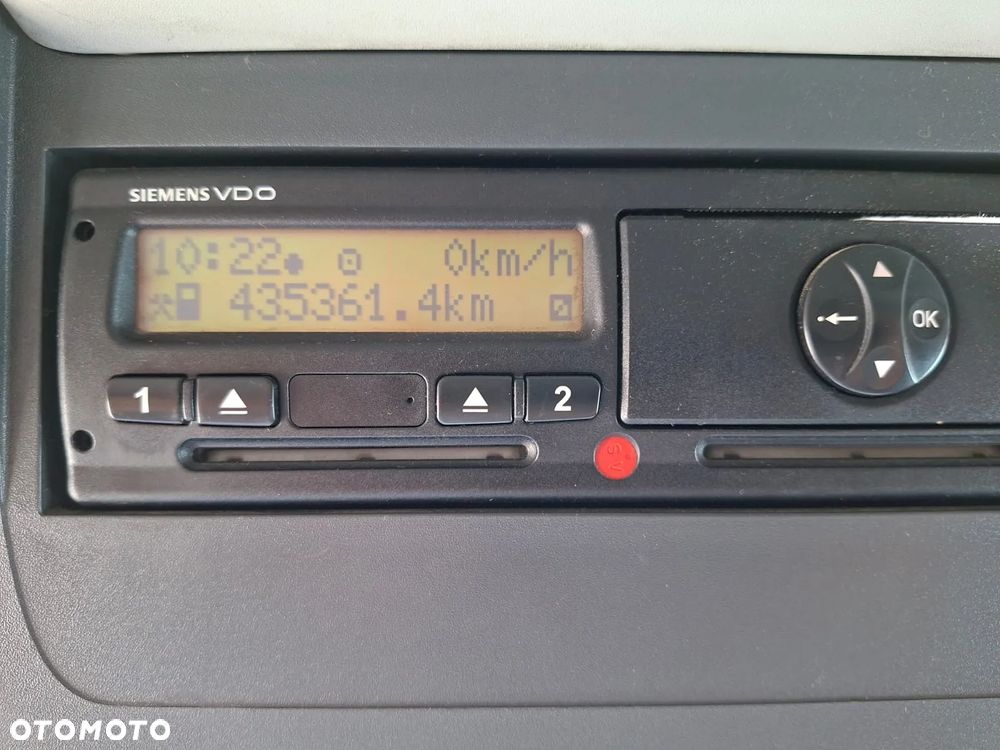 SIEMENS VDO
10:22 0km/h
435361.4km
1
2
OK
OTOMOTO